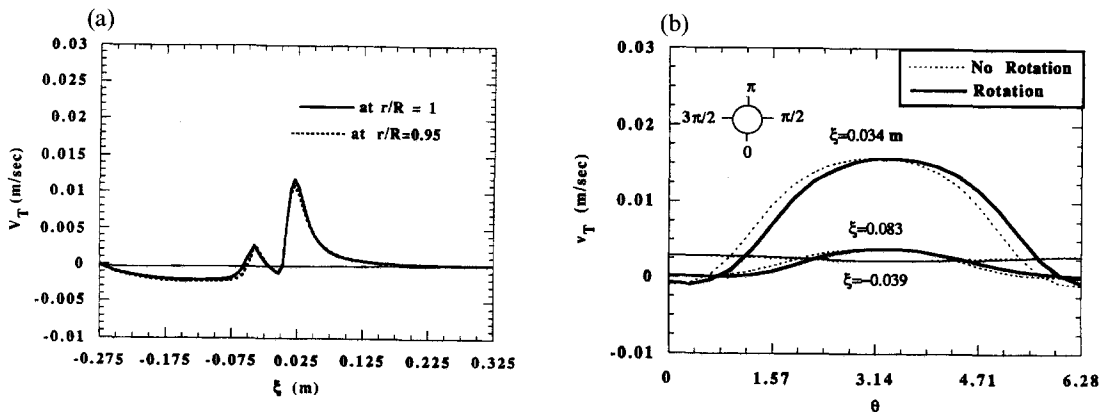 (a)
0.03
0.025
0.02
0.015
0.01
0.005
0
-0.005
-0.01
V_T (m/sec)
at r/R = 1
at r/R=0.95
-0.275 -0.175 -0.075 0.025 0.125 0.225 0.325
ξ (m)
(b)
0.03
0.02
0.01
0
-0.01
v_T (m/sec)
No Rotation
Rotation
π
3π/2 π/2
0
ξ=0.034 m
ξ=0.083
ξ=-0.039
0 1.57 3.14 4.71 6.28
θ